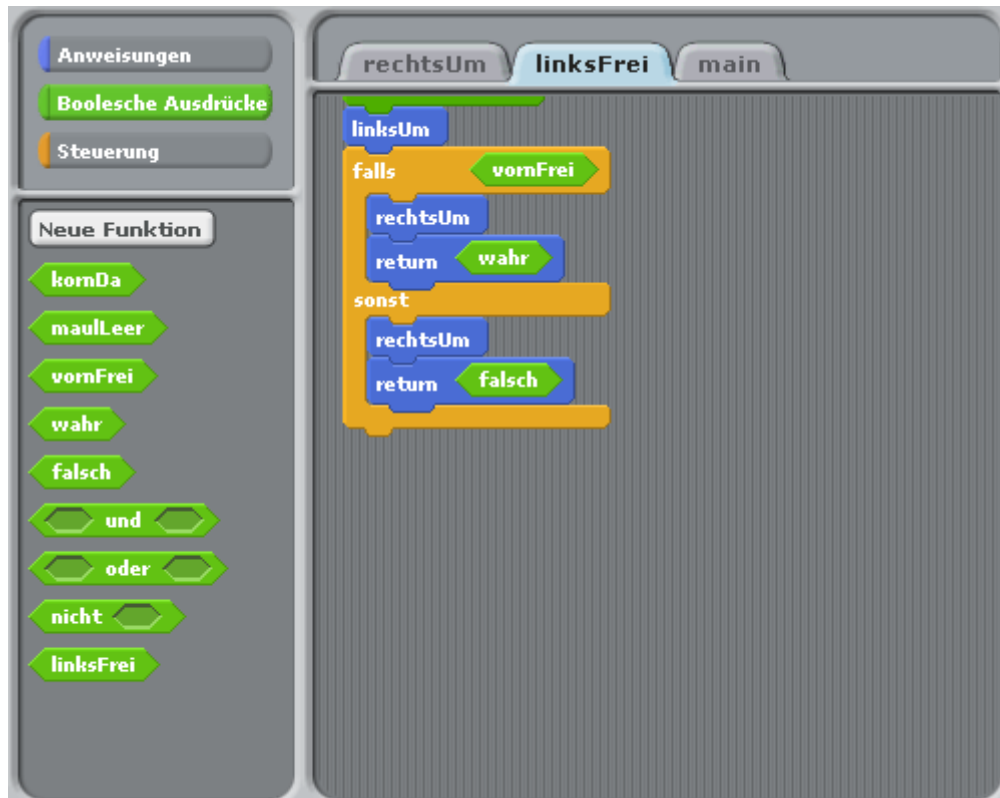 Anweisungen
Boolesche Ausdrücke
Steuerung
Neue Funktion
kornDa
maulLeer
vornFrei
wahr
falsch
und
oder
nicht
linksFrei
rechtsUm linksFrei main
linksUm
falls vornFrei
rechtsUm
return wahr
sonst
rechtsUm
return falsch